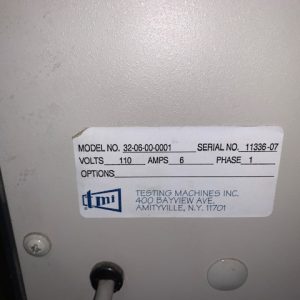 MODEL NO. 32-06-00-0001 SERIAL NO. 11336-07
VOLTS 110 AMPS 6 PHASE 1
OPTIONS
tmi
TESTING MACHINES INC.
400 BAYVIEW AVE.
AMITYVILLE, N.Y. 11701